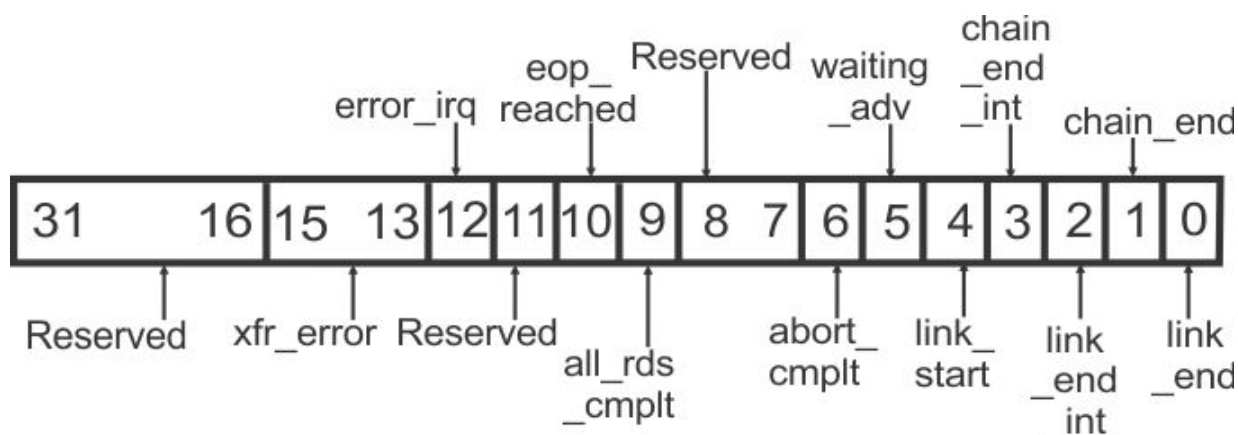 error_irq
eop_
reached
Reserved
waiting
_adv
chain
_end
_int
chain_end
31 16 15 13 12 11 10 9 8 7 6 5 4 3 2 1 0
Reserved
xfr_error
Reserved
all_rds
_cmplt
abort_
cmplt
link_
start
link
_end
int
link
_end